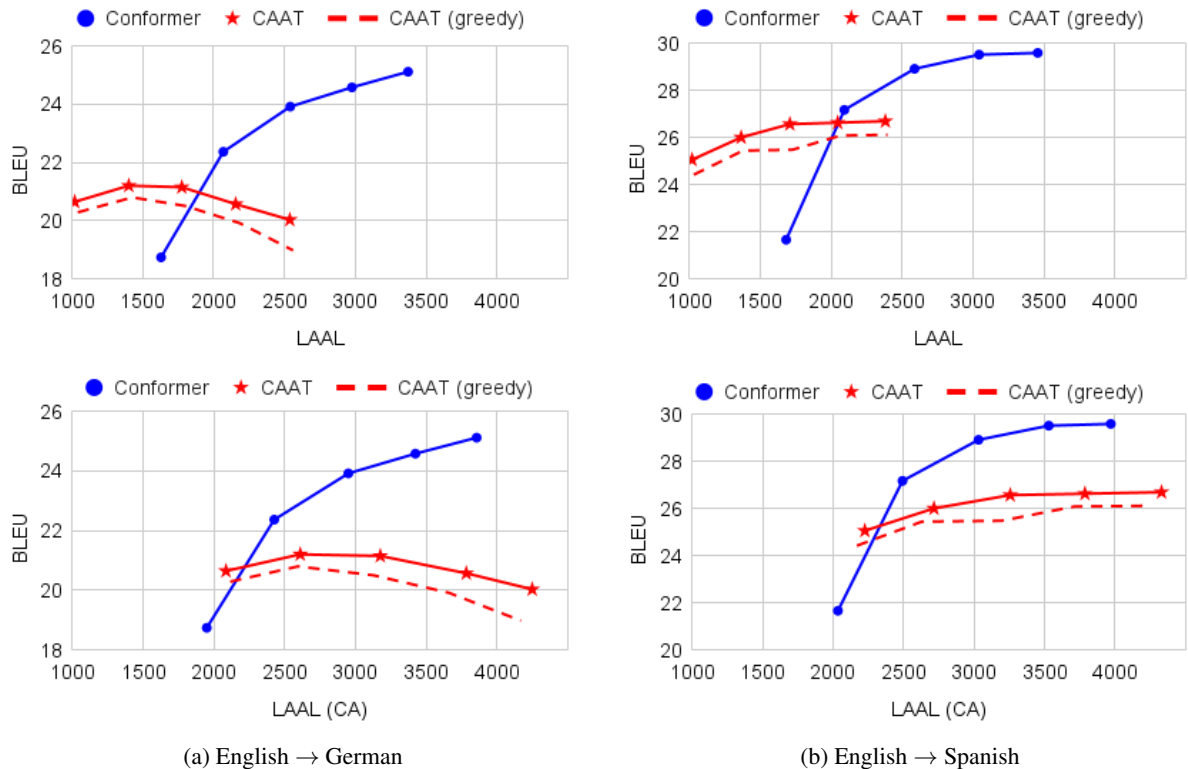 Conformer CAAT CAAT (greedy)
26
24
22
20
18
BLEU
1000 1500 2000 2500 3000 3500 4000
LAAL
Conformer CAAT CAAT (greedy)
30
28
26
24
22
20
BLEU
1000 1500 2000 2500 3000 3500 4000
LAAL
Conformer CAAT CAAT (greedy)
26
24
22
20
18
BLEU
1000 1500 2000 2500 3000 3500 4000
LAAL (CA)
(a) English → German
Conformer CAAT CAAT (greedy)
30
28
26
24
22
20
BLEU
1000 1500 2000 2500 3000 3500 4000
LAAL (CA)
(b) English → Spanish